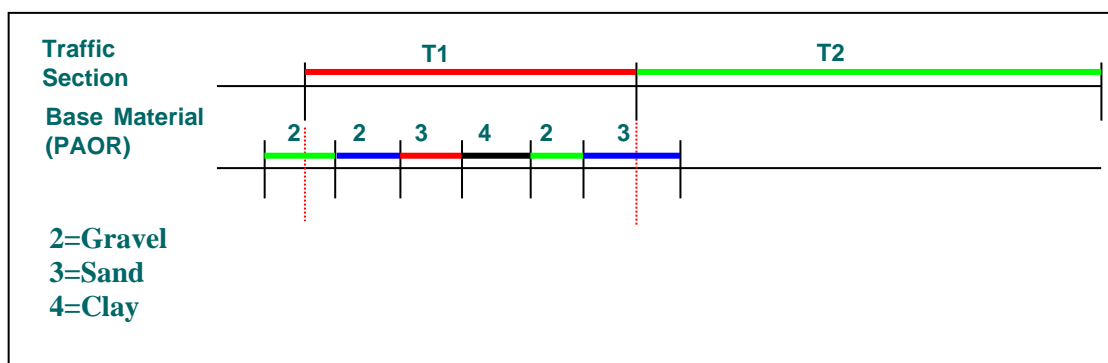 Traffic
Section
T1
T2
Base Material
(PAOR)
2 2 3 4 2 3
2=Gravel
3=Sand
4=Clay